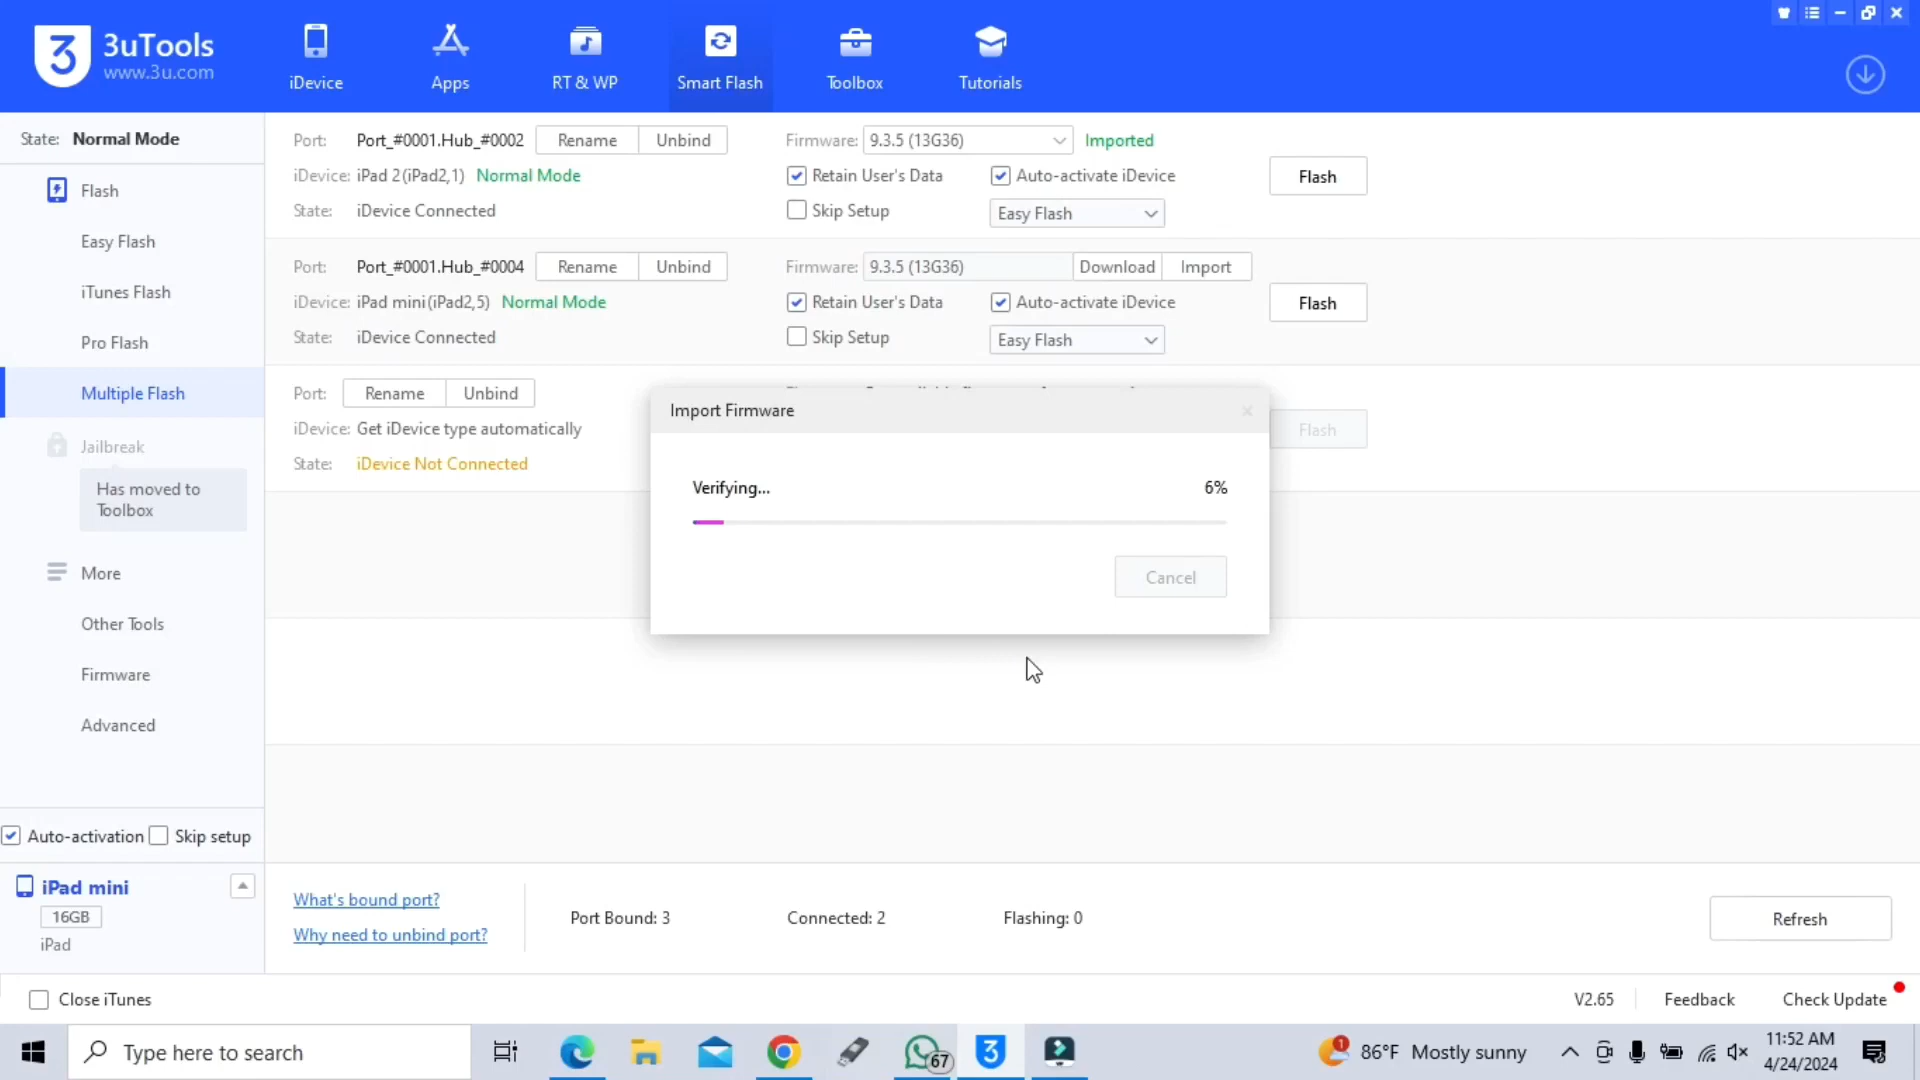 3uTools
www.3u.com
iDevice
Apps
RT & WP
Smart Flash
Toolbox
Tutorials
State: Normal Mode
Flash
Easy Flash
iTunes Flash
Pro Flash
Multiple Flash
Jailbreak
Has moved to
Toolbox
More
Other Tools
Firmware
Advanced
Auto-activation Skip setup
iPad mini
16GB
iPad
Port: Port_#0001.Hub_#0002 Rename Unbind Firmware: 9.3.5 (13G36) Imported
iDevice: iPad 2(iPad2,1) Normal Mode Retain User's Data Auto-activate iDevice Flash
State: iDevice Connected Skip Setup Easy Flash
Port: Port_#0001.Hub_#0004 Rename Unbind Firmware: 9.3.5 (13G36) Download Import
iDevice: iPad mini(iPad2,5) Normal Mode Retain User's Data Auto-activate iDevice Flash
State: iDevice Connected Skip Setup Easy Flash
Port: Rename Unbind
iDevice: Get iDevice type automatically Flash
State: iDevice Not Connected
Import Firmware
Verifying... 6%
Cancel
What's bound port?
Why need to unbind port?
Port Bound: 3 Connected: 2 Flashing: 0 Refresh
Close iTunes V2.65 Feedback Check Update
Type here to search
67
3
1
86°F Mostly sunny
11:52 AM
4/24/2024